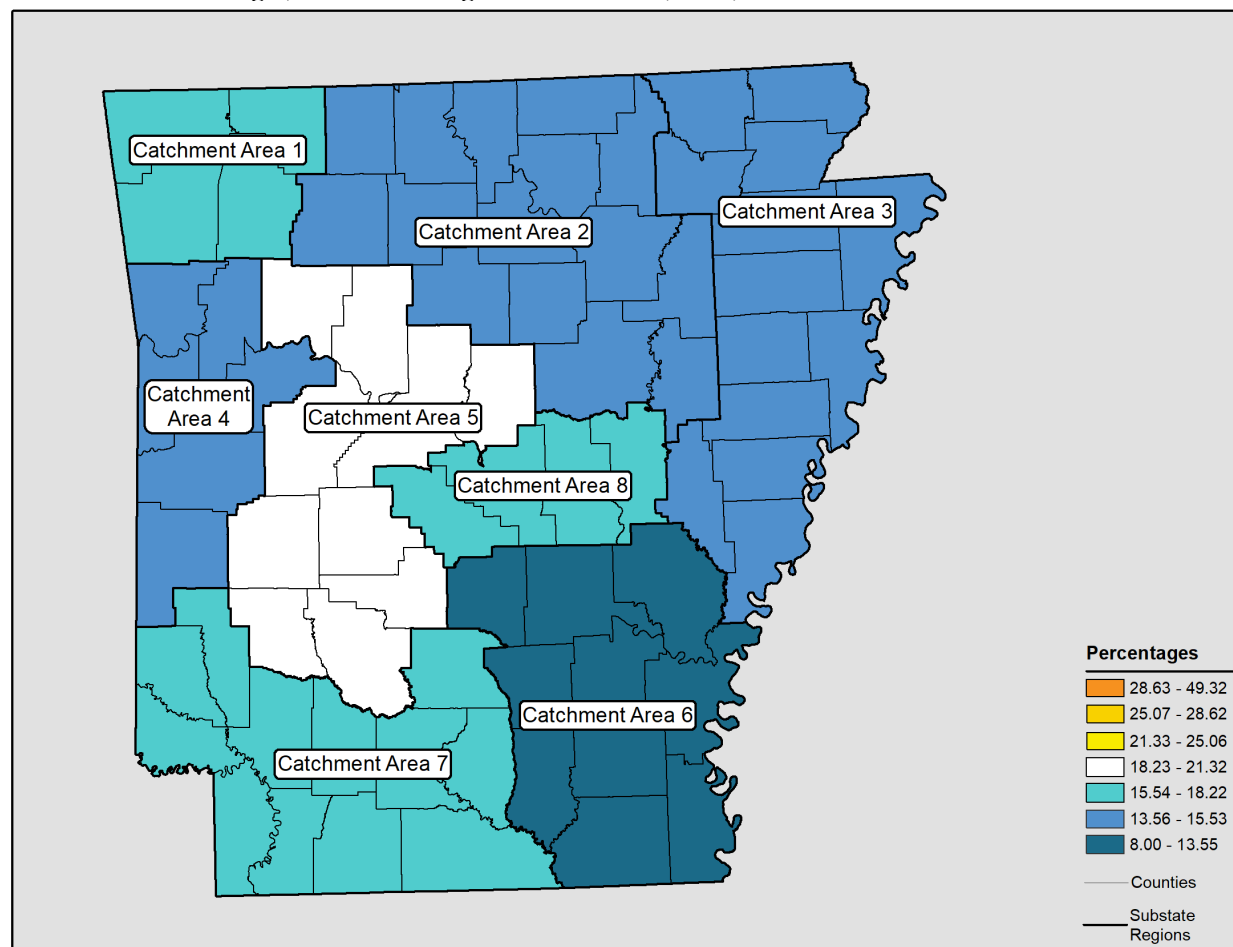 Catchment Area 1
Catchment Area 2
Catchment Area 3
Catchment
Area 4
Catchment Area 5
Catchment Area 8
Catchment Area 6
Catchment Area 7
Percentages
28.63 - 49.32
25.07 - 28.62
21.33 - 25.06
18.23 - 21.32
15.54 - 18.22
13.56 - 15.53
8.00 - 13.55
Counties
Substate
Regions